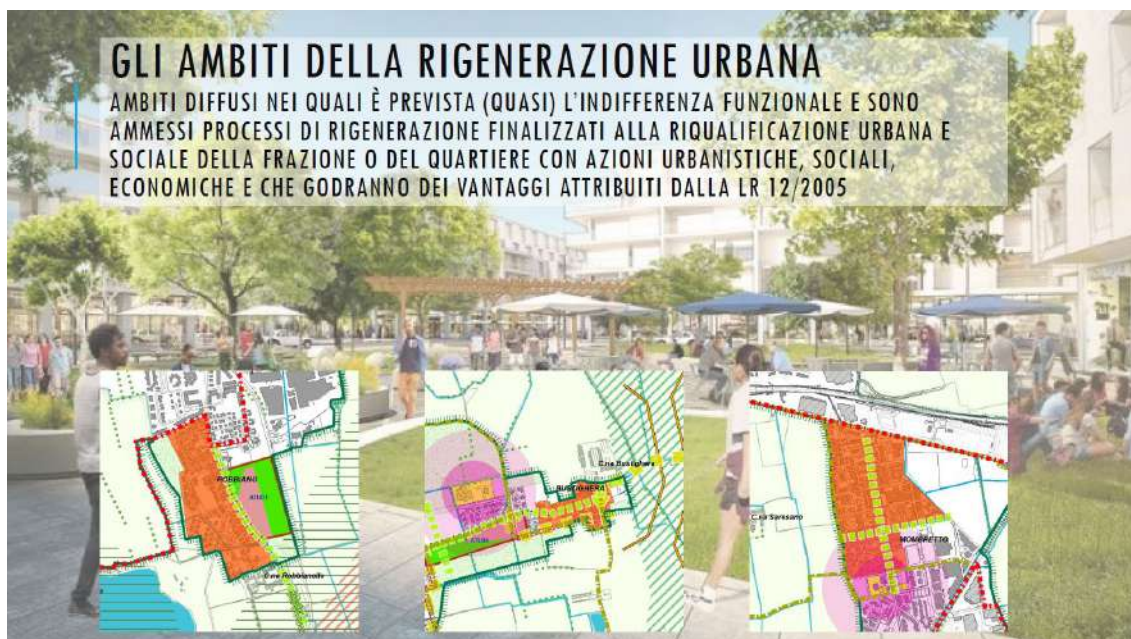 GLI AMBITI DELLA RIGENERAZIONE URBANA
AMBITI DIFFUSI NEI QUALI È PREVISTA (QUASI) L'INDIFFERENZA FUNZIONALE E SONO
AMMESSI PROCESSI DI RIGENERAZIONE FINALIZZATI ALLA RIQUALIFICAZIONE URBANA E
SOCIALE DELLA FRAZIONE O DEL QUARTIERE CON AZIONI URBANISTICHE, SOCIALI,
ECONOMICHE E CHE GODRANNO DEI VANTAGGI ATTRIBUITI DALLA LR 12/2005
ROBBIANO
C.na Robbianello
C.na Bustighera
BUSTIGHERA
C.na Saresano
MOMBRETTO